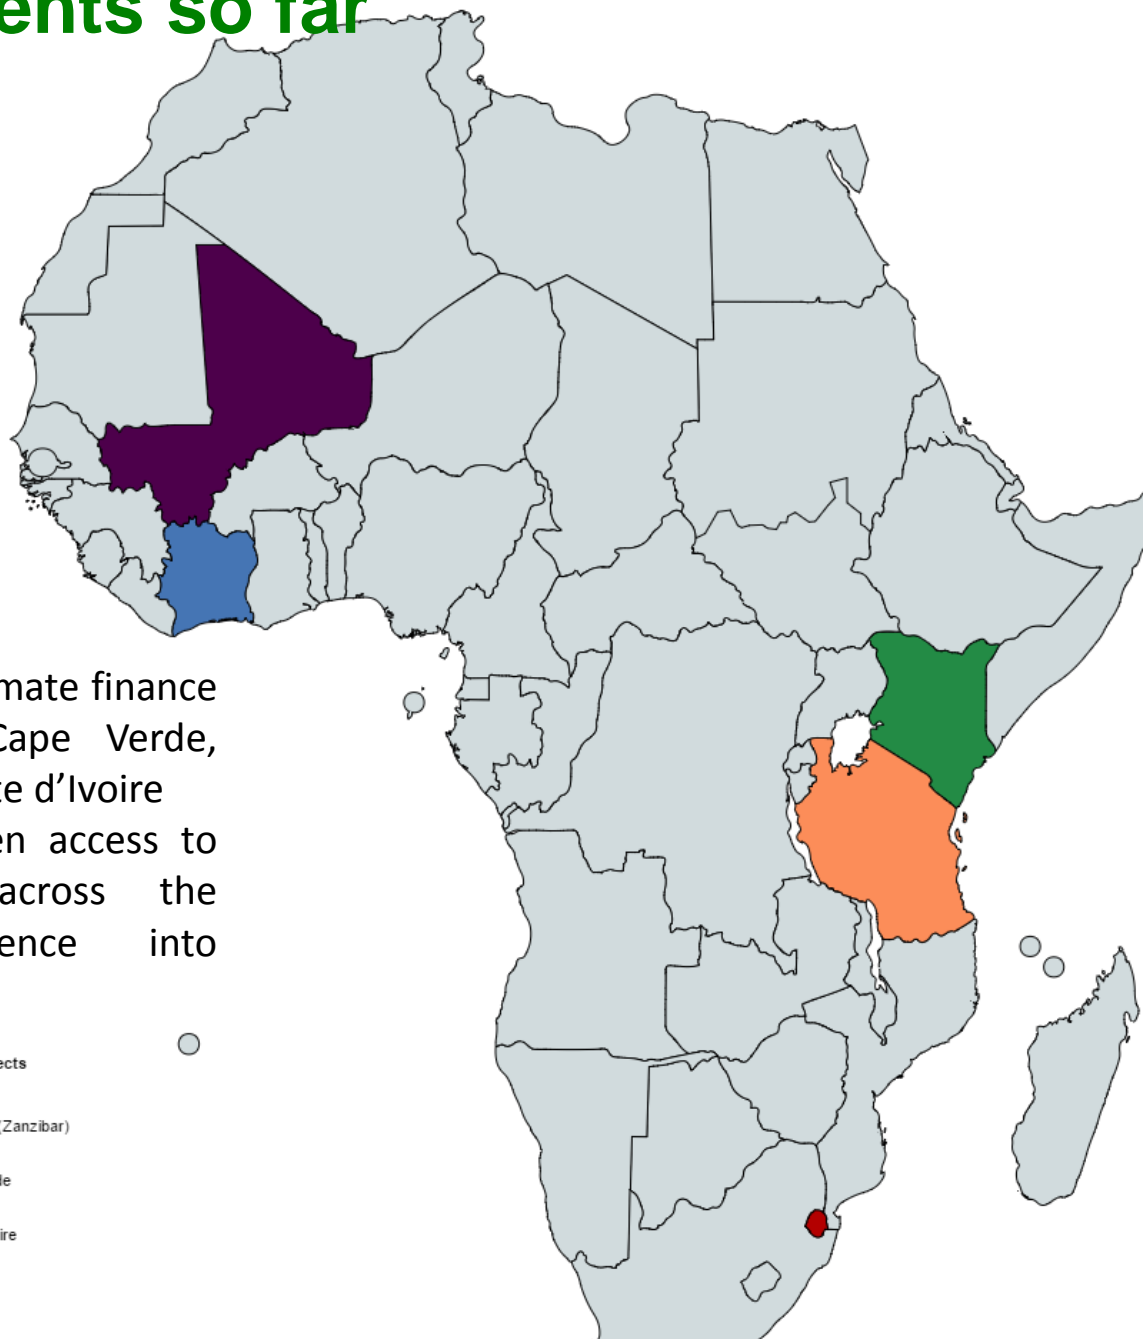 ents so far
mate finance
Cape Verde,
te d’Ivoire
en access to
across the
ence into
ects
(Zanzibar)
de
ire